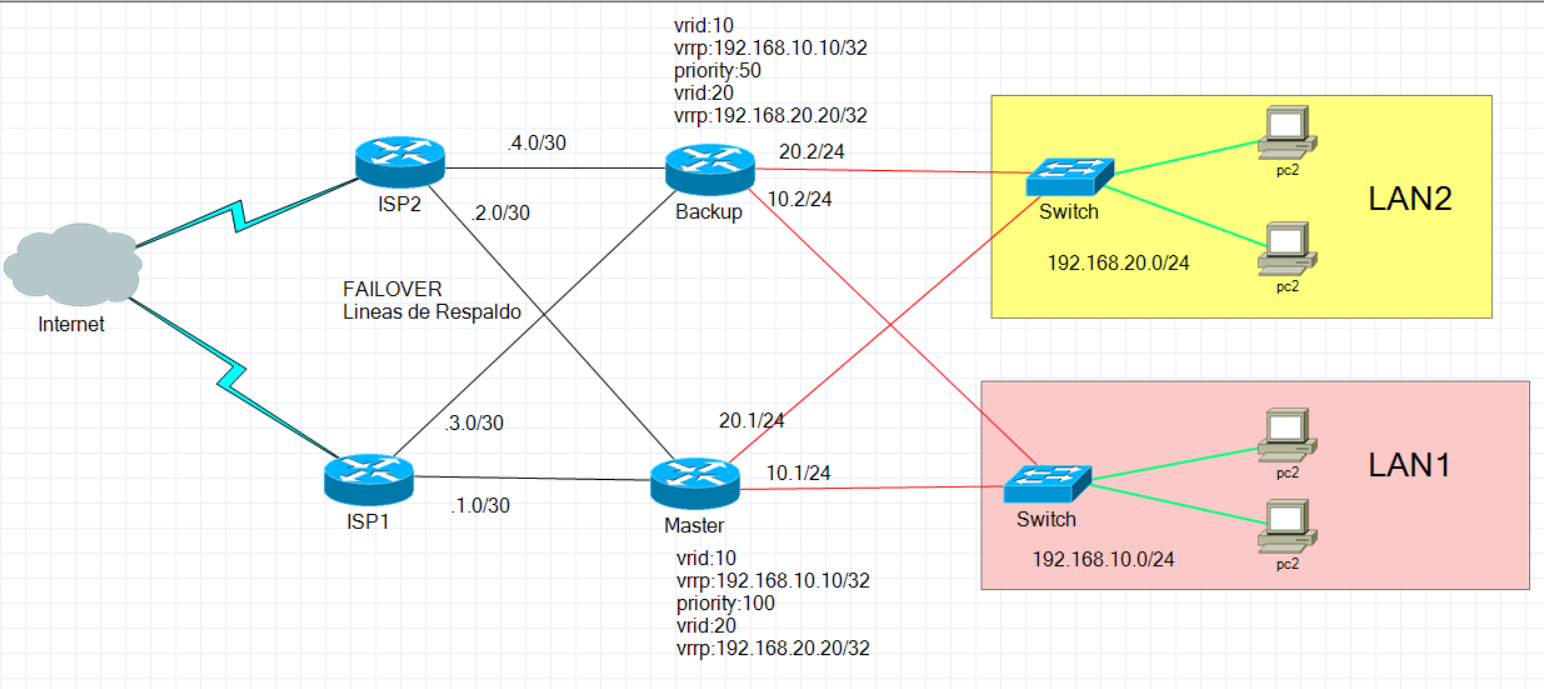 vrid:10
vrrp:192.168.10.10/32
priority:50
vrid:20
vrrp:192.168.20.20/32
.4.0/30
20.2/24
pc2
ISP2
.2.0/30
Backup
10.2/24
Switch
LAN2
192.168.20.0/24
pc2
Internet
FAILOVER
Lineas de Respaldo
.3.0/30
20.1/24
10.1/24
pc2
LAN1
ISP1
.1.0/30
Master
Switch
192.168.10.0/24
pc2
vrid:10
vrrp:192.168.10.10/32
priority:100
vrid:20
vrrp:192.168.20.20/32